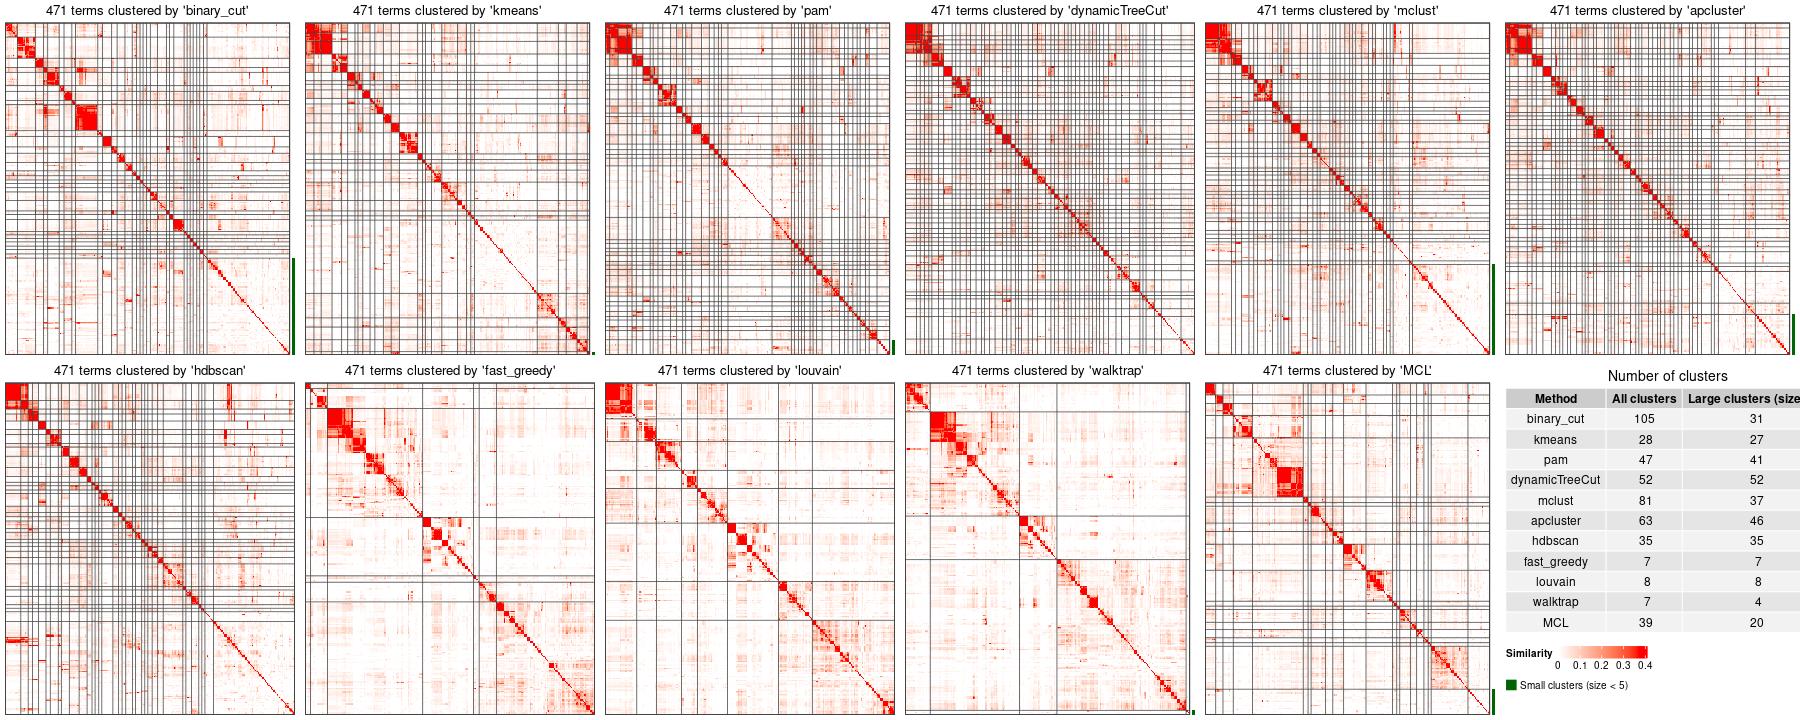 471 terms clustered by 'binary_cut'
471 terms clustered by 'kmeans'
471 terms clustered by 'pam'
471 terms clustered by 'dynamicTreeCut'
471 terms clustered by 'mclust'
471 terms clustered by 'apcluster'
471 terms clustered by 'hdbscan'
471 terms clustered by 'fast_greedy'
471 terms clustered by 'louvain'
471 terms clustered by 'walktrap'
471 terms clustered by 'MCL'
Number of clusters
Method All clusters Large clusters (size
binary_cut 105 31
kmeans 28 27
pam 47 41
dynamicTreeCut 52 52
mclust 81 37
apcluster 63 46
hdbscan 35 35
fast_greedy 7 7
louvain 8 8
walktrap 7 4
MCL 39 20
Similarity
0 0.1 0.2 0.3 0.4
Small clusters (size < 5)